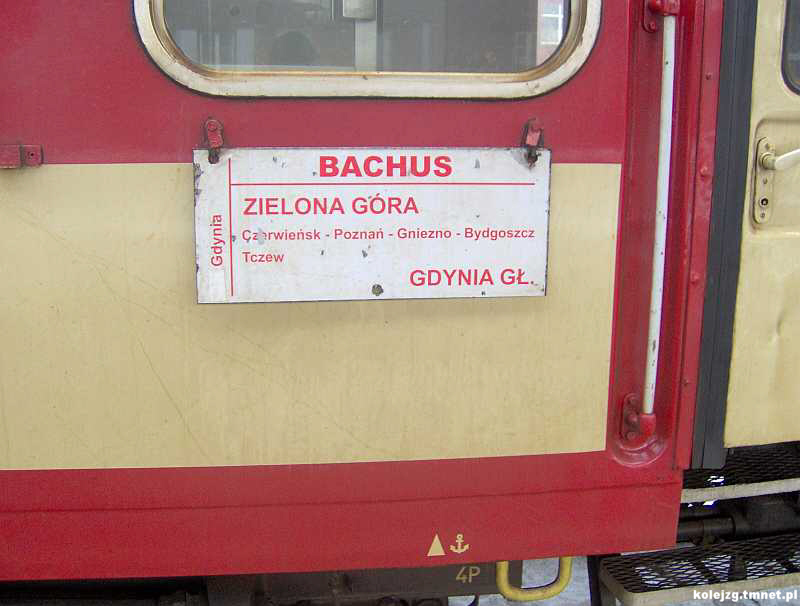 BACHUS
Gdynia
ZIELONA GÓRA
Czerwieńsk - Poznań - Gniezno - Bydgoszcz
Tczew
GDYNIA GŁ.
4P
kolejzg.tmnet.pl